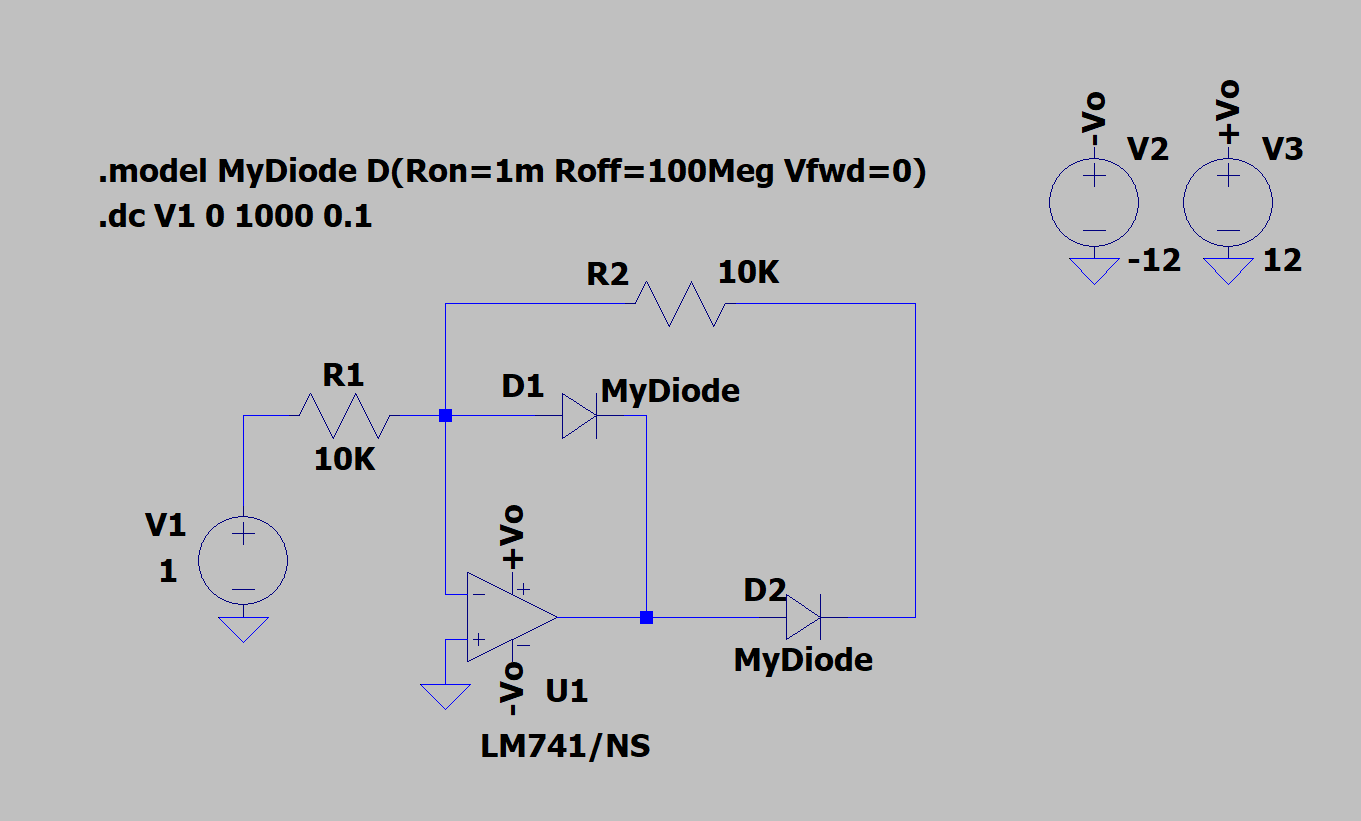 -Vo
+Vo
V2
V3
.model MyDiode D(Ron=1m Roff=100Meg Vfwd=0)
.dc V1 0 1000 0.1
-12
12
R2
10K
R1
D1
MyDiode
10K
+Vo
V1
1
D2
MyDiode
-Vo
U1
LM741/NS